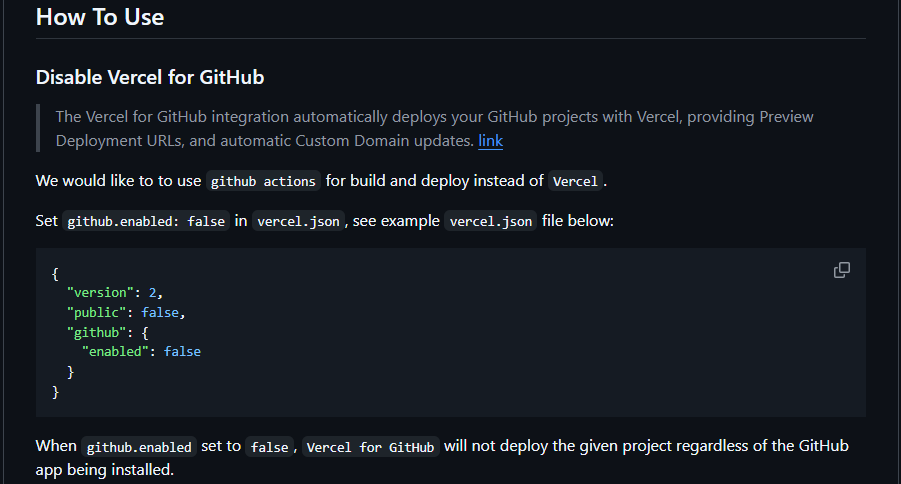 How To Use
Disable Vercel for GitHub
The Vercel for GitHub integration automatically deploys your GitHub projects with Vercel, providing Preview
Deployment URLs, and automatic Custom Domain updates. link
We would like to to use github actions for build and deploy instead of Vercel.
Set github.enabled: false in vercel.json, see example vercel.json file below:
{
  "version": 2,
  "public": false,
  "github": {
    "enabled": false
  }
}
When github.enabled set to false, Vercel for GitHub will not deploy the given project regardless of the GitHub
app being installed.